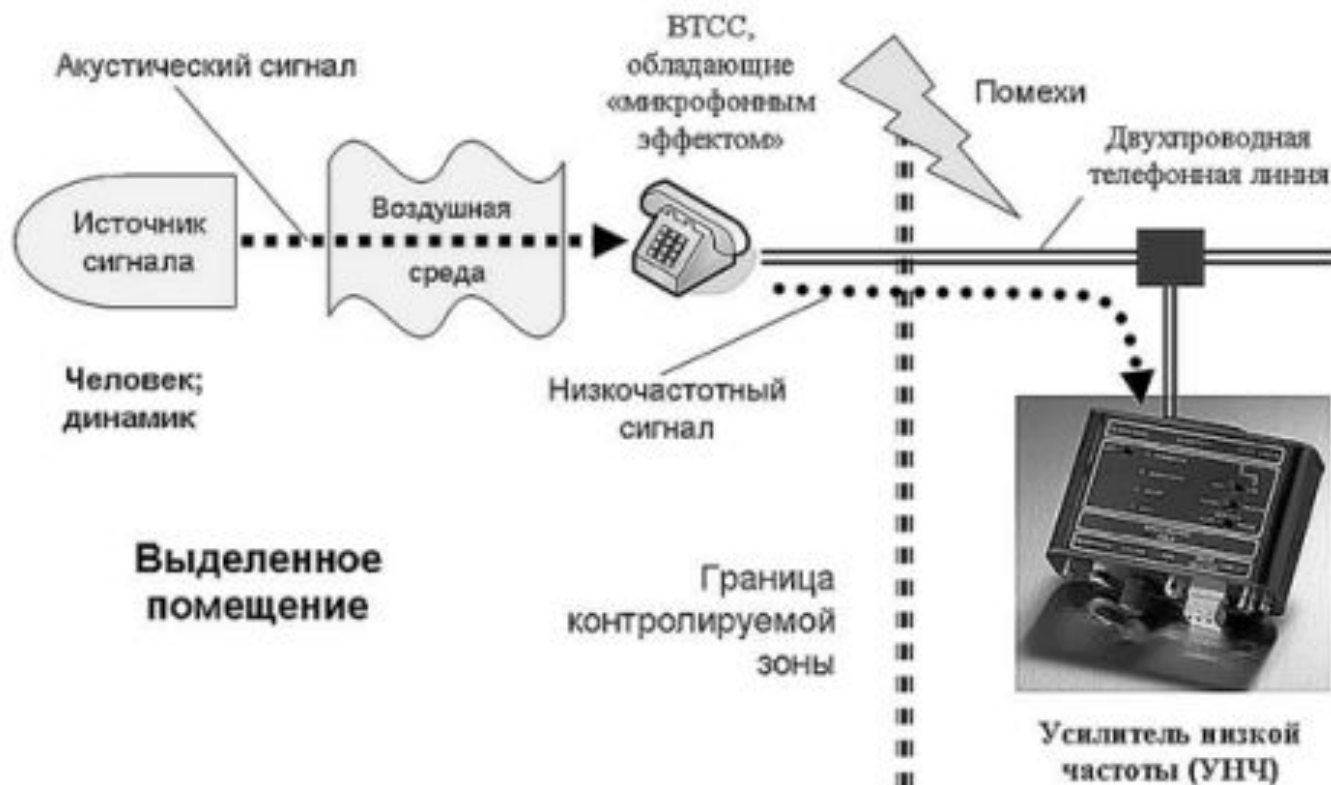 Акустический сигнал
ВТСС,
обладающие
«микрофонным
эффектом»
Помехи
Двухпроводная
телефонная линия
Источник
сигнала
Воздушная
среда
Человек;
динамик
Низкочастотный
сигнал
Выделенное
помещение
Граница
контролируемой
зоны
Усилитель низкой
частоты (УНЧ)